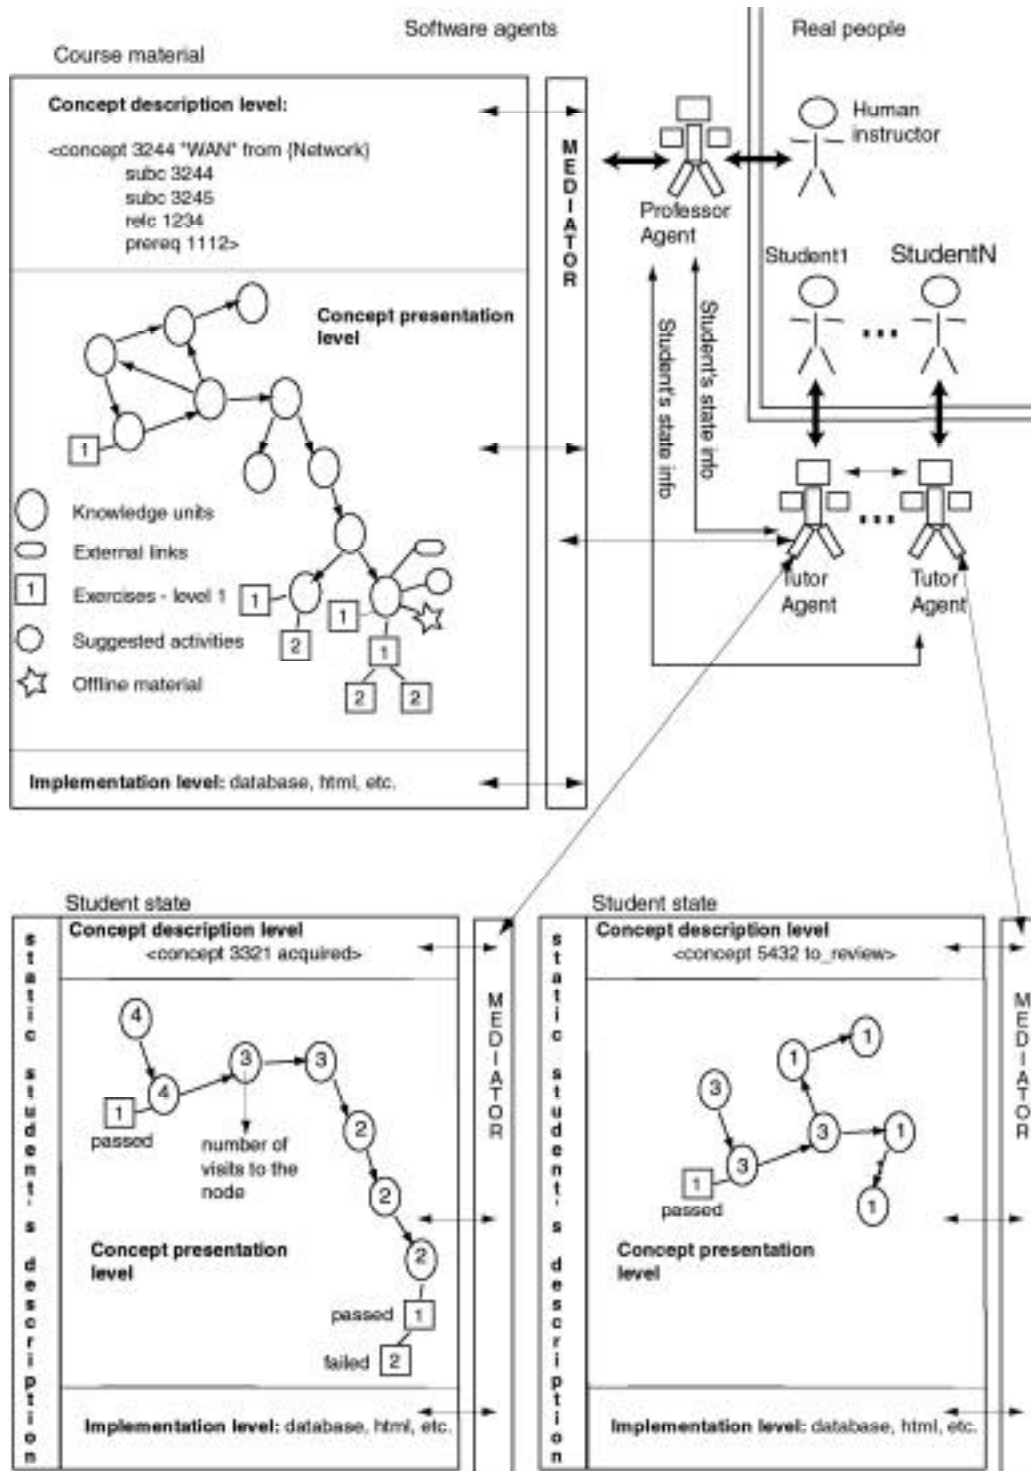 Software agents
Real people
Course material
Concept description level:
<concept 3244 "WAN" from {Network}
subc 3244
subc 3245
relc 1234
prereq 1112>
MEDIATOR
Human
instructor
Professor
Agent
Student1
StudentN
...
Student's state info
Student's state info
Concept presentation
level
1
Knowledge units
External links
1 Exercises - level 1
Suggested activities
Offline material
1
2
1
1
2
2
...
Tutor
Agent
Tutor
Agent
Implementation level: database, html, etc.
Student state
static student's description
Concept description level
<concept 3321 acquired>
MEDIATOR
4
4
3
3
1
passed
number of
visits to the
node
2
2
2
Concept presentation
level
passed 1
failed 2
Implementation level: database, html, etc.
Student state
static student's description
Concept description level
<concept 5432 to_review>
MEDIATOR
1
1
3
3
1
3
1
passed
1
Concept presentation
level
Implementation level: database, html, etc.